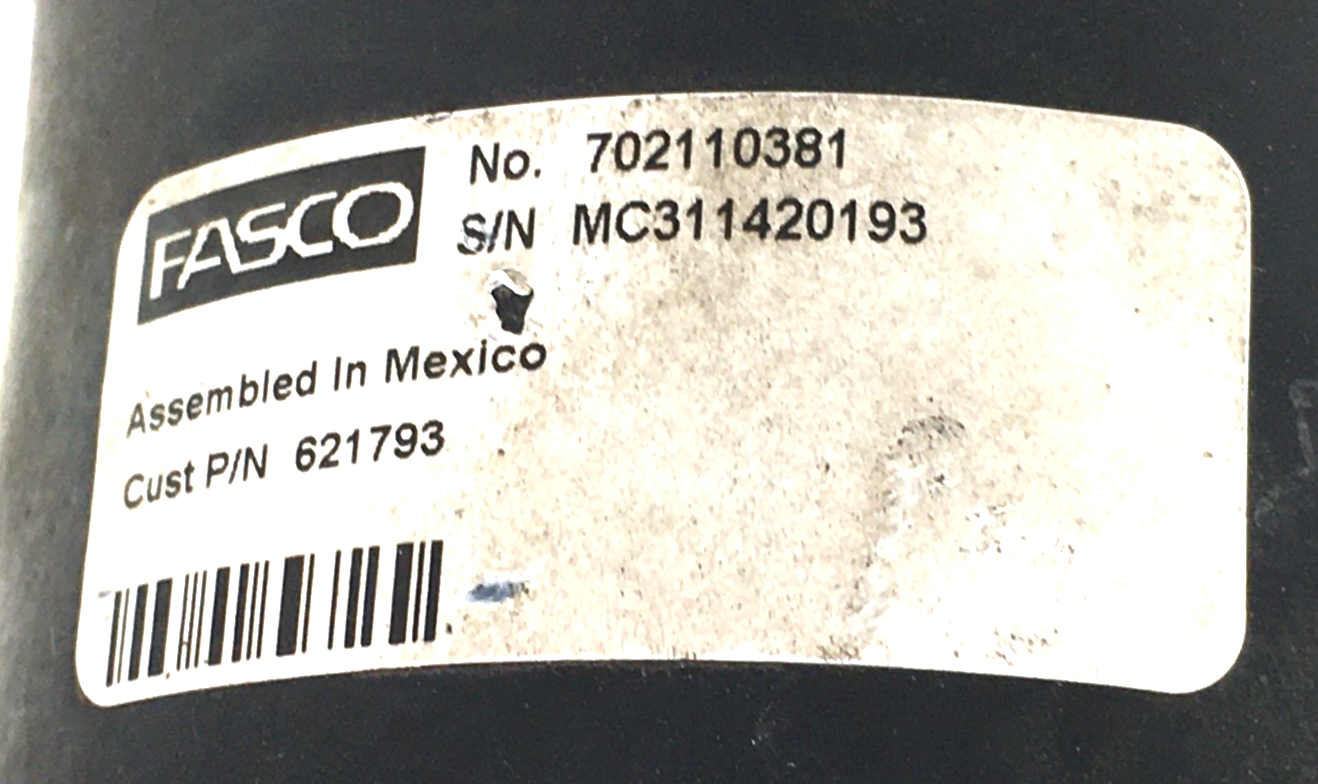 FASCO
No. 702110381
S/N MC311420193
Assembled In Mexico
Cust P/N 621793